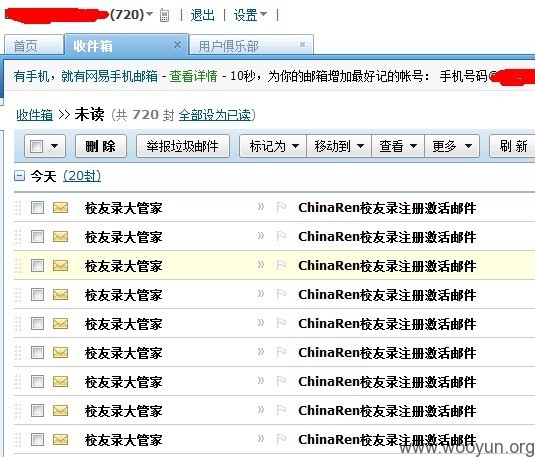 (720) | 退出 | 设置 |
首页 收件箱 × 用户俱乐部 ×
有手机，就有网易手机邮箱 - 查看详情 - 10秒，为你的邮箱增加最好记的帐号： 手机号码@
收件箱 >> 未读 (共 720 封 全部设为已读)
删 除 举报垃圾邮件 标记为 移动到 查看 更多 刷 新
今天 (20封)
校友录大管家 » ChinaRen校友录注册激活邮件
校友录大管家 » ChinaRen校友录注册激活邮件
校友录大管家 » ChinaRen校友录注册激活邮件
校友录大管家 » ChinaRen校友录注册激活邮件
校友录大管家 » ChinaRen校友录注册激活邮件
校友录大管家 » ChinaRen校友录注册激活邮件
校友录大管家 » ChinaRen校友录注册激活邮件
校友录大管家 » ChinaRen校友录注册激活邮件
校友录大管家 » ChinaRen校友录注册激活邮件
www.wooyun.org